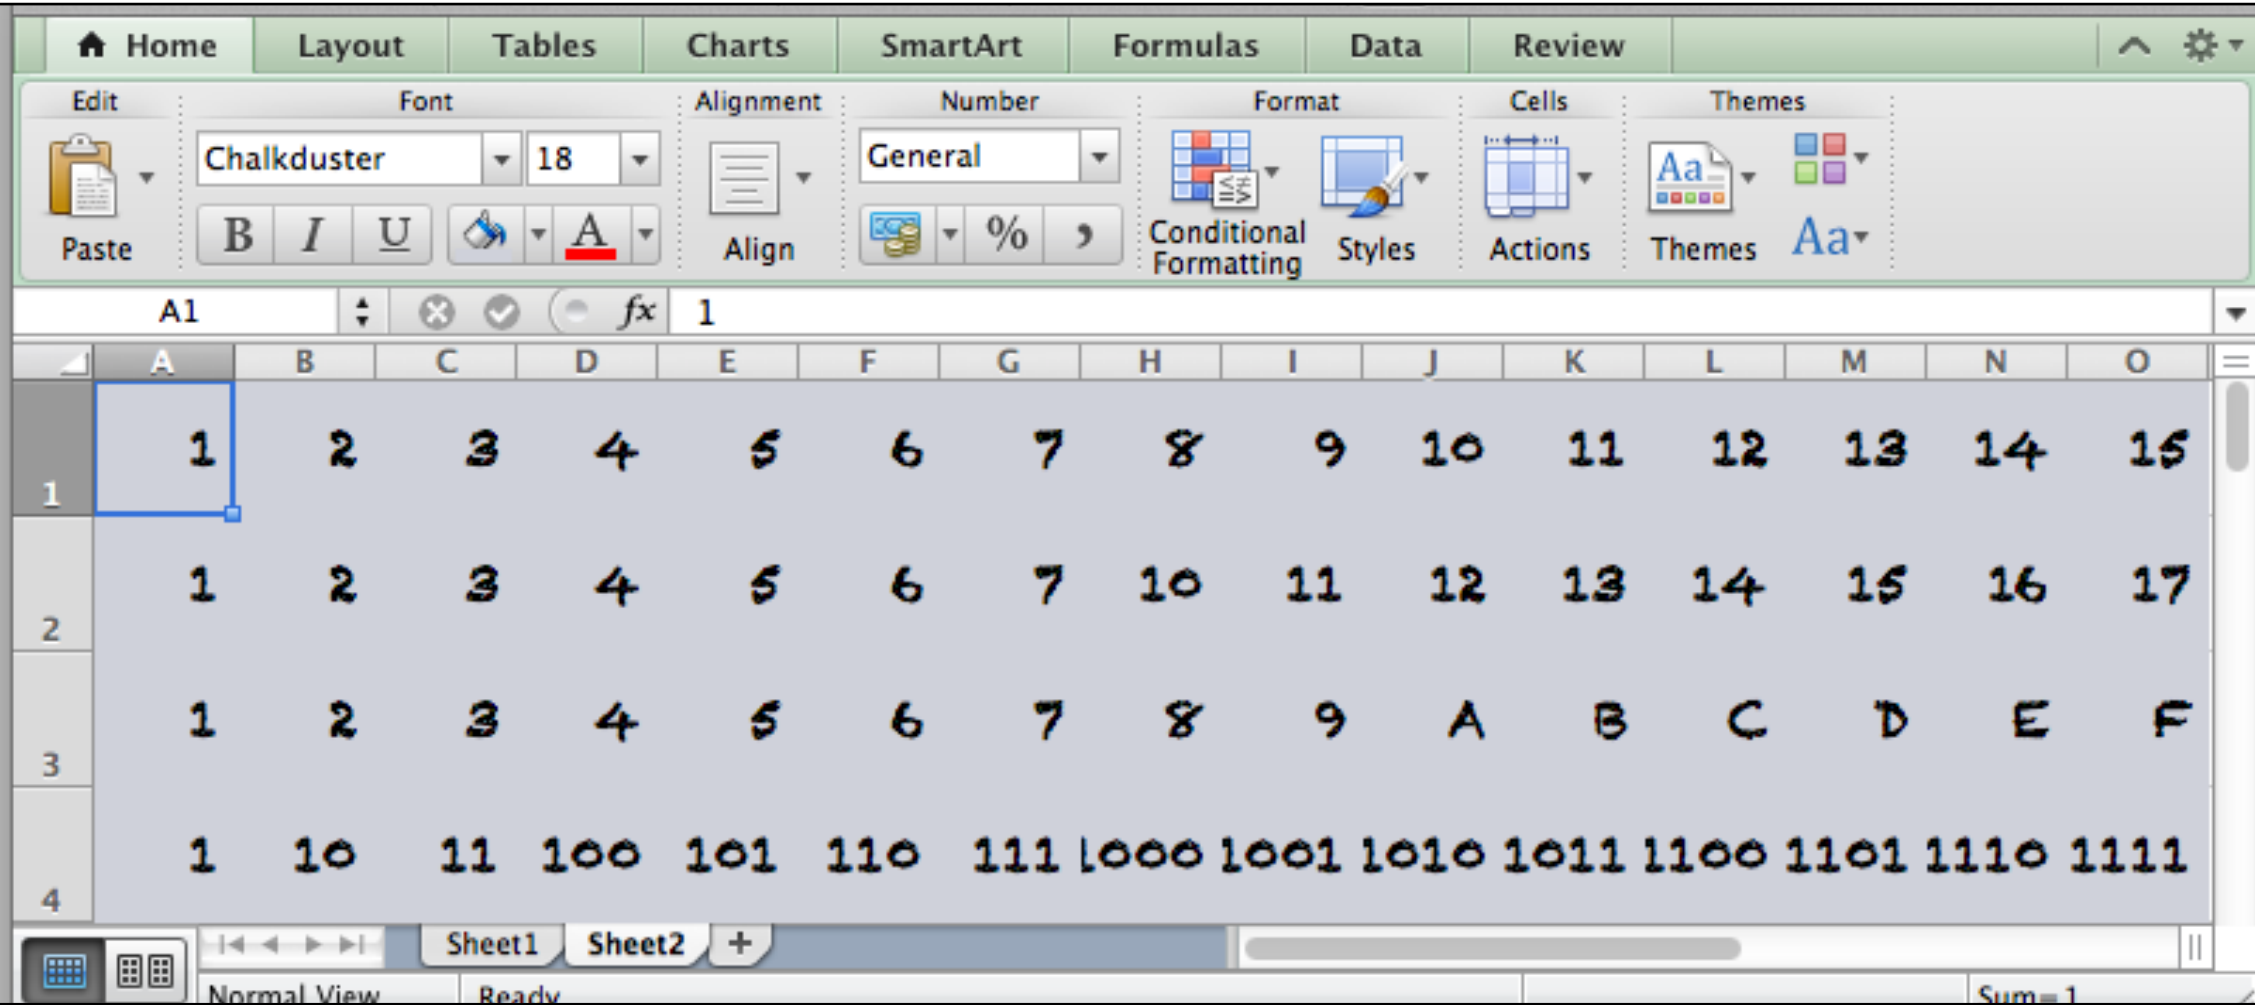 Home Layout Tables Charts SmartArt Formulas Data Review
Edit Font Alignment Number Format Cells Themes
Chalkduster 18 General Aa
B I U A % , Conditional Formatting Styles Actions Themes Aa
Paste Align
A1 fx 1
A B C D E F G H I J K L M N O
1 1 2 3 4 5 6 7 8 9 10 11 12 13 14 15
2 1 2 3 4 5 6 7 10 11 12 13 14 15 16 17
3 1 2 3 4 5 6 7 8 9 A B C D E F
4 1 10 11 100 101 110 111 1000 1001 1010 1011 1100 1101 1110 1111
Sheet1 Sheet2 +
Normal View Ready Sum=1